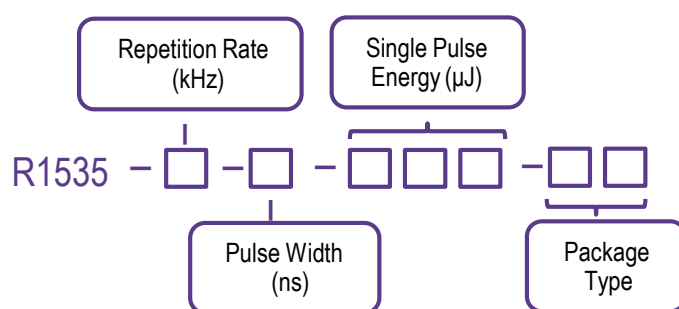 Repetition Rate
(kHz)
Single Pulse
Energy (µJ)
R1535 – □ – □ – □□□ – □□
Pulse Width
(ns)
Package
Type